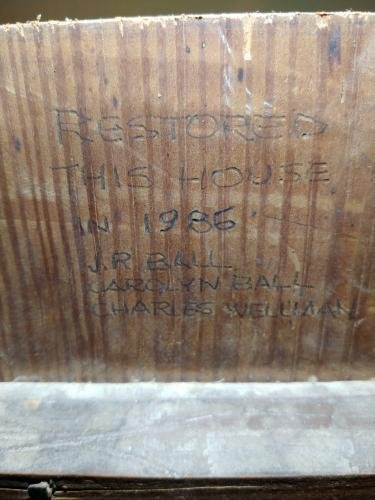 RESTORED
THIS HOUSE
IN 1986
J.R. BALL
CAROLYN BALL
CHARLES WELLMAN